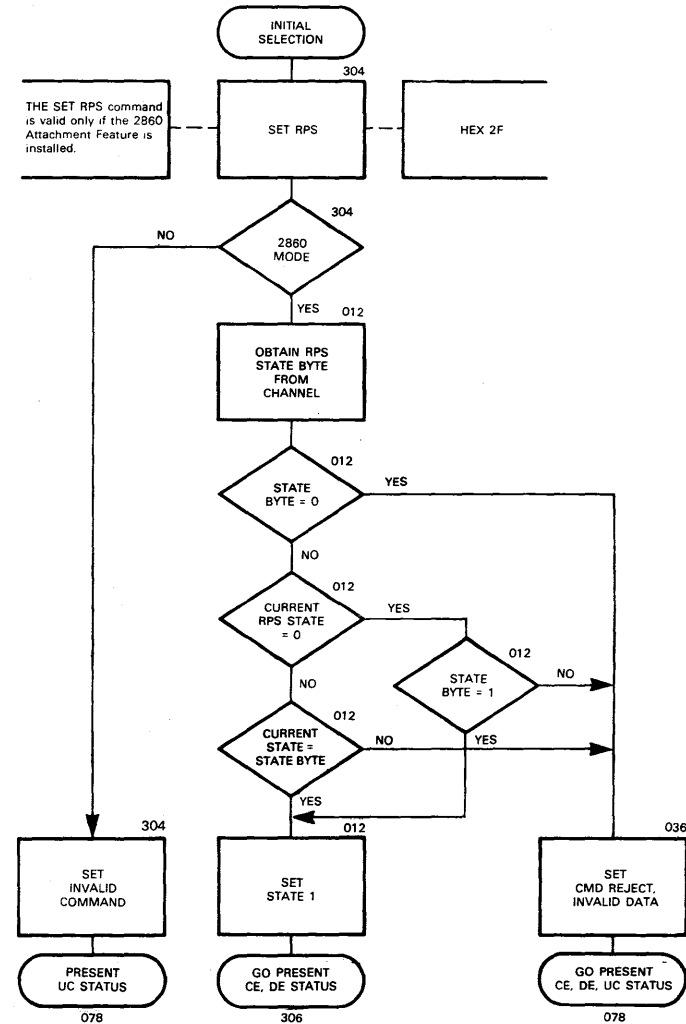 INITIAL
SELECTION
304
THE SET RPS command
is valid only if the 2860
Attachment Feature is
installed.
SET RPS
HEX 2F
304
2860
MODE
NO
YES
012
OBTAIN RPS
STATE BYTE
FROM
CHANNEL
012
STATE
BYTE = 0
YES
NO
012
CURRENT
RPS STATE
= 0
YES
012
STATE
BYTE = 1
NO
NO
012
CURRENT
STATE =
STATE BYTE
NO
YES
YES
304
SET
INVALID
COMMAND
012
SET
STATE 1
036
SET
CMD REJECT,
INVALID DATA
PRESENT
UC STATUS
078
GO PRESENT
CE, DE STATUS
306
GO PRESENT
CE, DE, UC STATUS
078